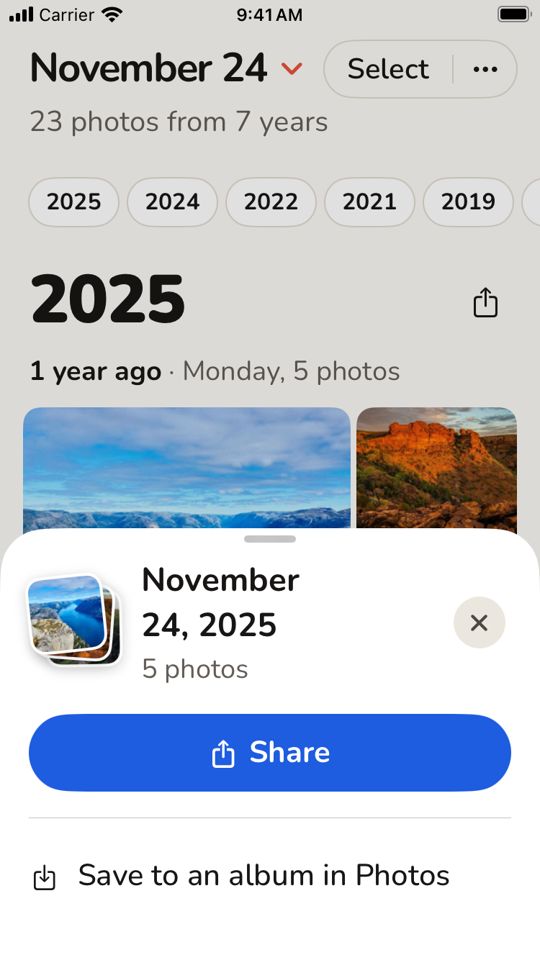 Carrier 9:41 AM
November 24 Select
23 photos from 7 years
2025 2024 2022 2021 2019
2025
1 year ago · Monday, 5 photos
November
24, 2025
5 photos
Share
Save to an album in Photos